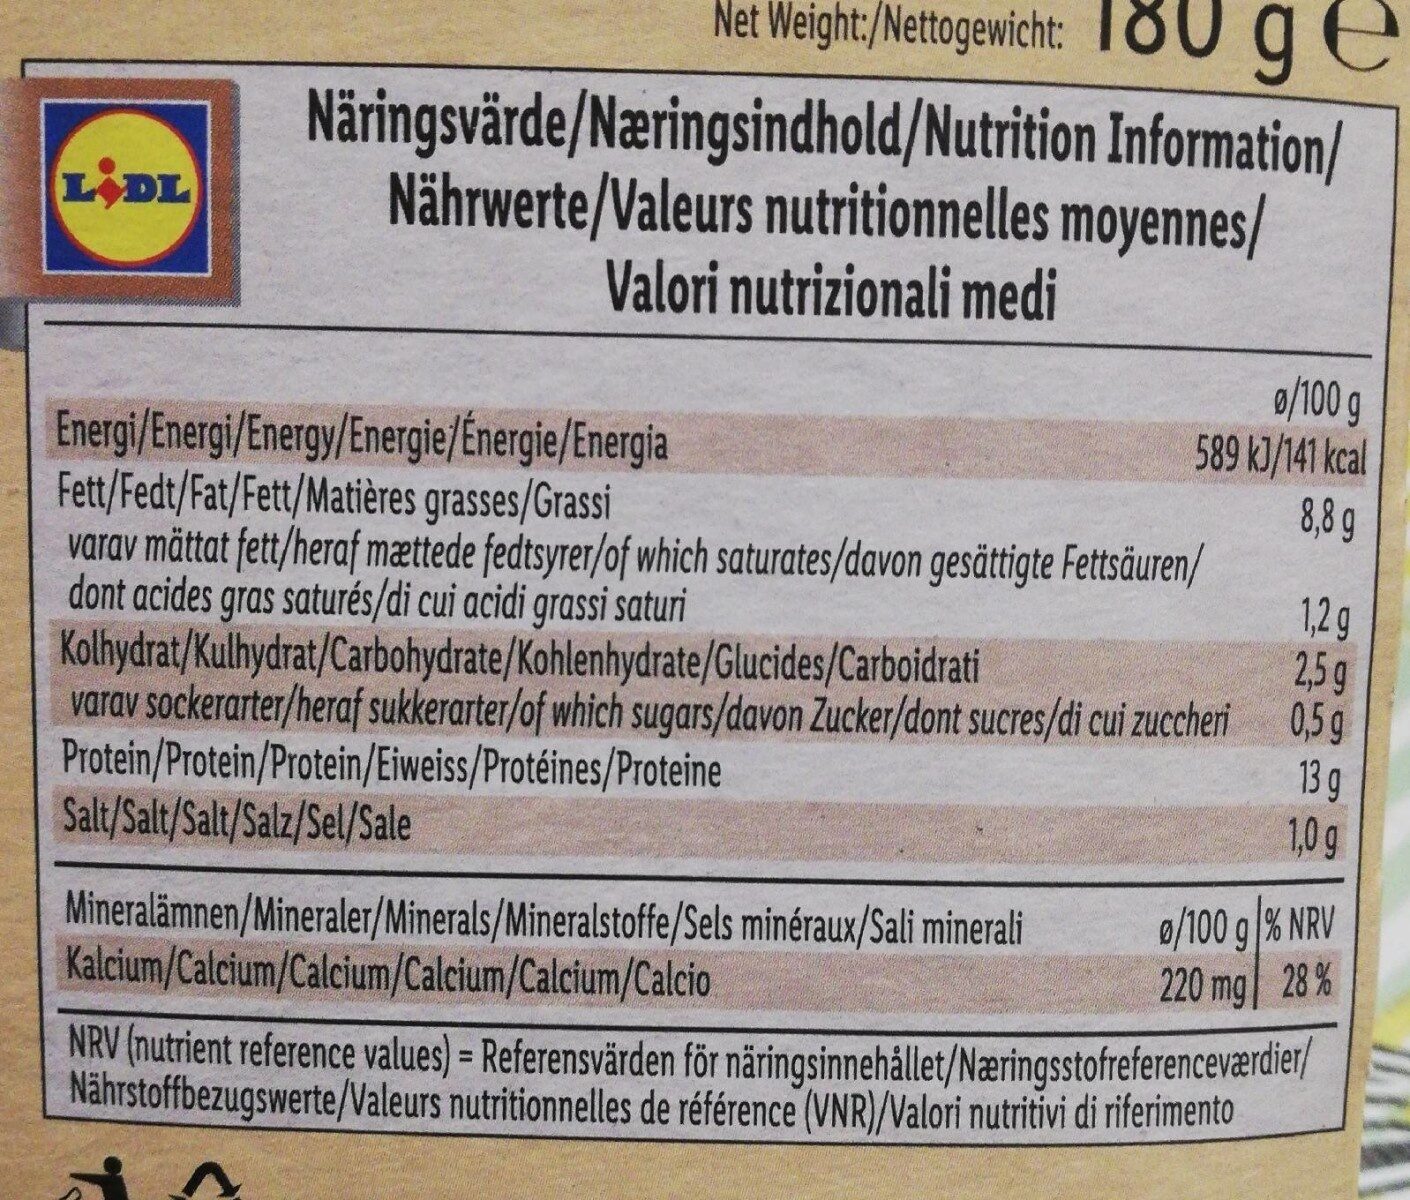 Net Weight:/Nettogewicht: 180 g e
LIDL
Näringsvärde/Næringsindhold/Nutrition Information/
Nährwerte/Valeurs nutritionnelles moyennes/
Valori nutrizionali medi
ø/100 g
Energi/Energi/Energy/Energie/Énergie/Energia 589 kJ/141 kcal
Fett/Fedt/Fat/Fett/Matières grasses/Grassi 8,8 g
varav mättat fett/heraf mættede fedtsyrer/of which saturates/davon gesättigte Fettsäuren/
dont acides gras saturés/di cui acidi grassi saturi 1,2 g
Kolhydrat/Kulhydrat/Carbohydrate/Kohlenhydrate/Glucides/Carboidrati 2,5 g
varav sockerarter/heraf sukkerarter/of which sugars/davon Zucker/dont sucres/di cui zuccheri 0,5 g
Protein/Protein/Protein/Eiweiss/Protéines/Proteine 13 g
Salt/Salt/Salt/Salz/Sel/Sale 1,0 g
Mineralämnen/Mineraler/Minerals/Mineralstoffe/Sels minéraux/Sali minerali ø/100 g % NRV
Kalcium/Calcium/Calcium/Calcium/Calcium/Calcio 220 mg 28 %
NRV (nutrient reference values) = Referensvärden för näringsinnehållet/Næringsstofreferenceværdier/
Nährstoffbezugswerte/Valeurs nutritionnelles de référence (VNR)/Valori nutritivi di riferimento